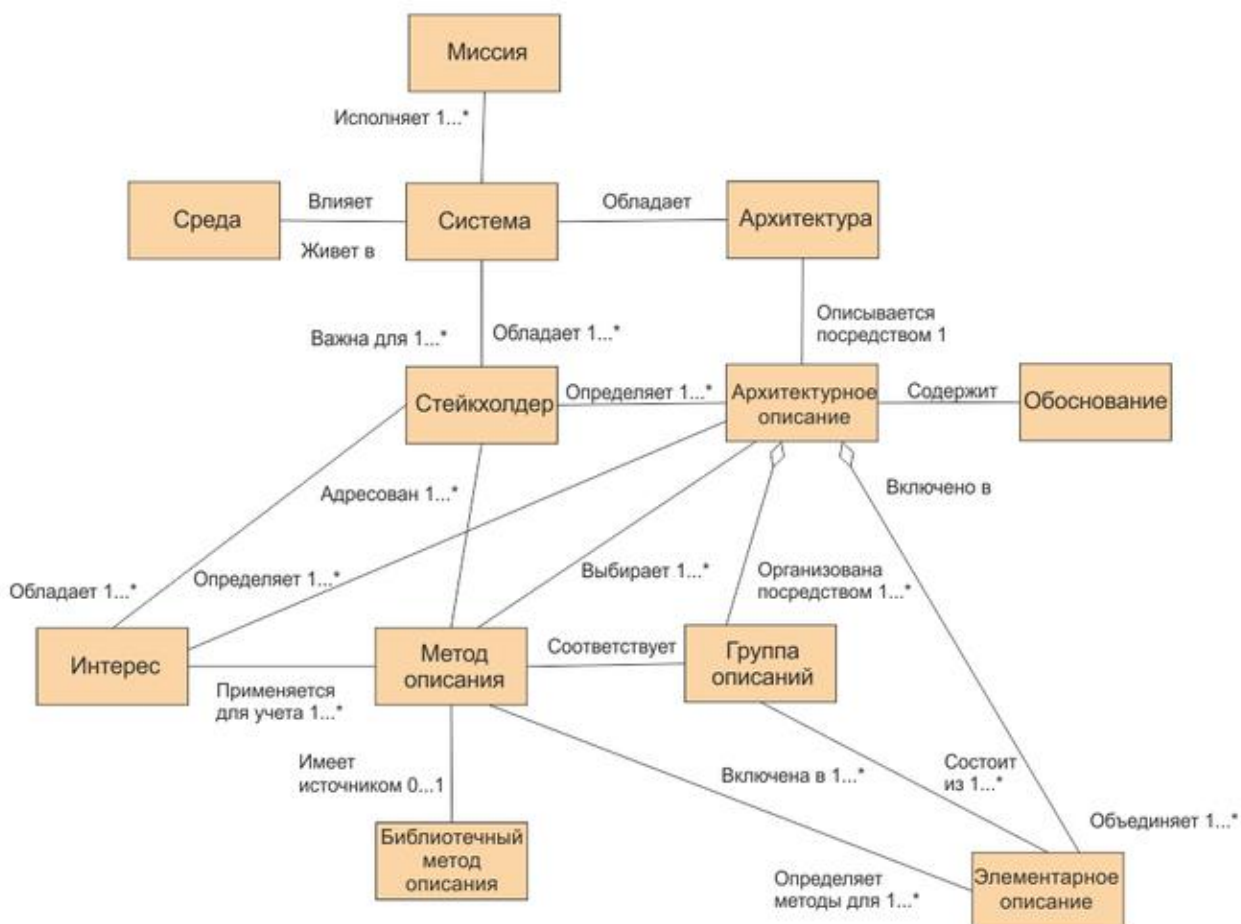 Миссия
Исполняет 1...*
Среда
Влияет
Живет в
Система
Обладает
Архитектура
Важна для 1...*
Обладает 1...*
Описывается
посредством 1
Стейкхолдер
Определяет 1...*
Архитектурное
описание
Содержит
Обоснование
Адресован 1...*
Включено в
Обладает 1...*
Определяет 1...*
Выбирает 1...*
Организована
посредством 1...*
Интерес
Метод
описания
Соответствует
Группа
описаний
Применяется
для учета 1...*
Имеет
источником 0...1
Включена в 1...*
Состоит
из 1...*
Объединяет 1...*
Библиотечный
метод
описания
Определяет
методы для 1...*
Элементарное
описание